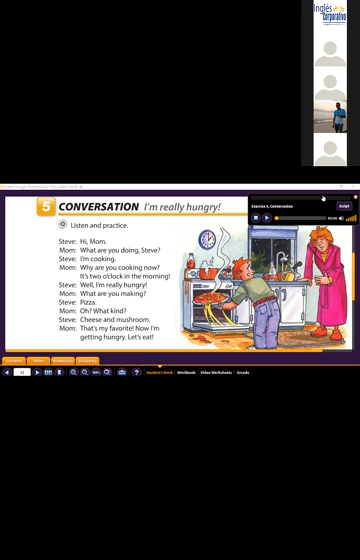 Inglés
Corporativo
Exercise 5, Conversation
Script
00:00
5 CONVERSATION I'm really hungry!
Listen and practice.
Steve: Hi, Mom.
Mom: What are you doing, Steve?
Steve: I'm cooking.
Mom: Why are you cooking now?
It's two o'clock in the morning!
Steve: Well, I'm really hungry!
Mom: What are you making?
Steve: Pizza.
Mom: Oh? What kind?
Steve: Cheese and mushroom.
Mom: That's my favorite! Now I'm
getting hungry. Let's eat!
Student's Book Workbook Video Worksheets Arcade